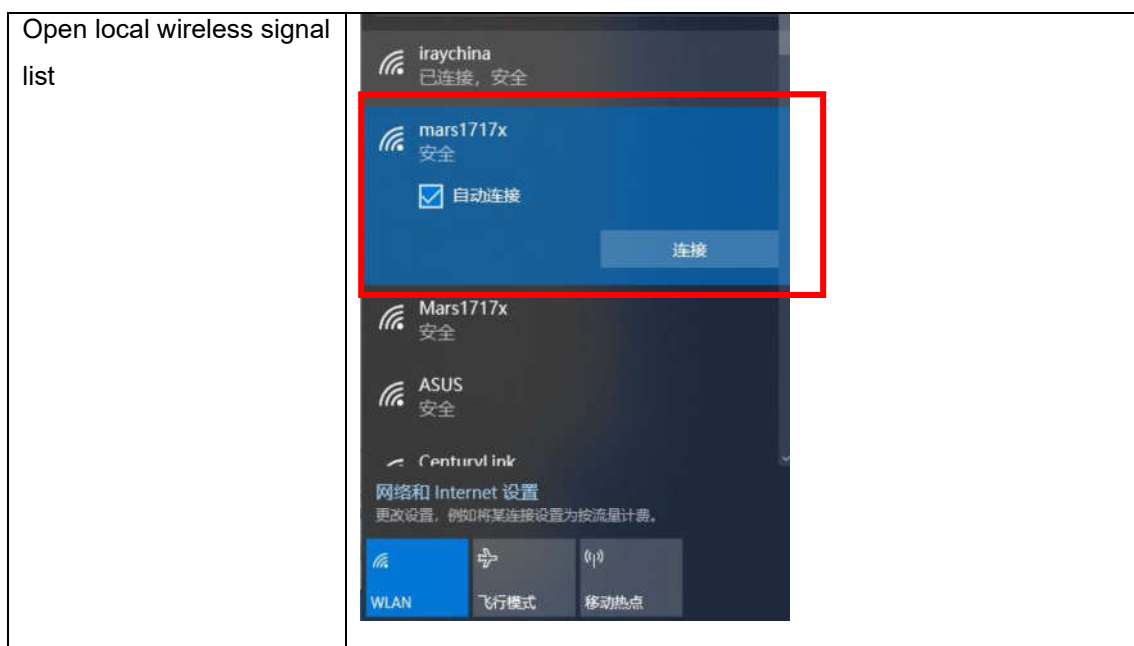 Open local wireless signal
list
iraychina
已连接，安全
mars1717x
安全
自动连接
连接
Mars1717x
安全
ASUS
安全
CenturyLink
网络和 Internet 设置
更改设置，例如将某连接设置为按流量计费。
WLAN
飞行模式
移动热点